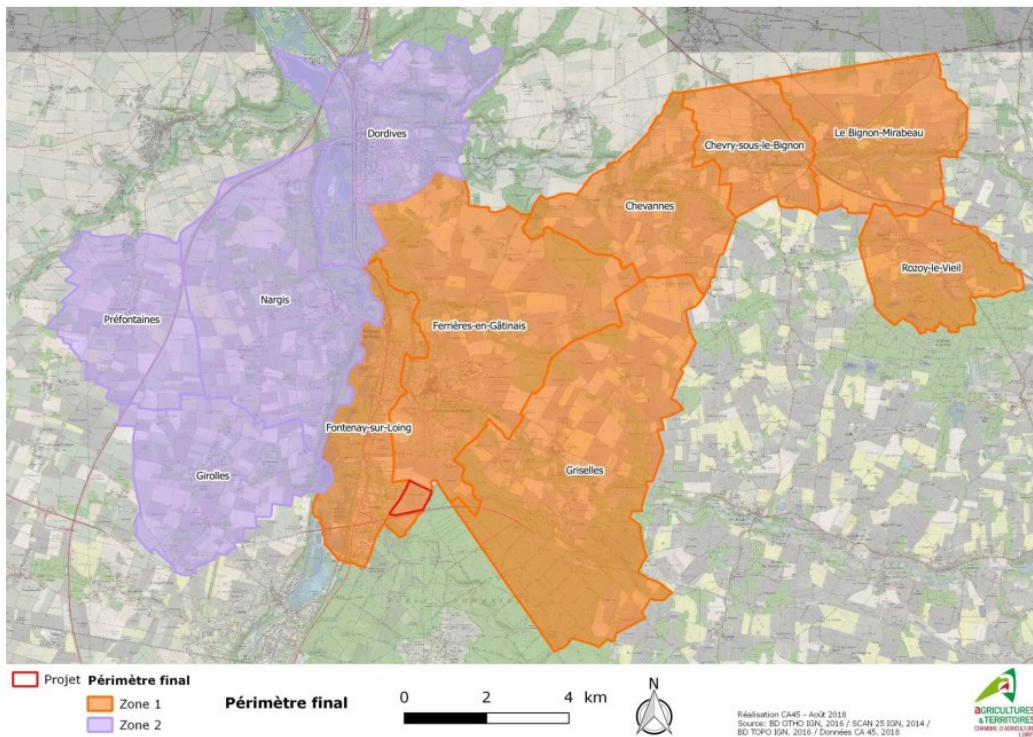 Dordives
Le Bignon-Mirabeau
Chevry-sous-le-Bignon
Chevannes
Rozoy-le-Vieil
Nargis
Préfontaines
Ferrières-en-Gâtinais
Fontenay-sur-Loing
Girolles
Griselles
Projet Périmètre final
Zone 1
Zone 2
Périmètre final
0 2 4 km
N
Réalisation CA45 - Août 2018
Source: BD OTHO IGN, 2016 / SCAN 25 IGN, 2014 /
BD TOPO IGN, 2016 / Données CA 45, 2018
AGRICULTURES
& TERRITOIRES
CHAMBRE D'AGRICULTURE
LOIRET